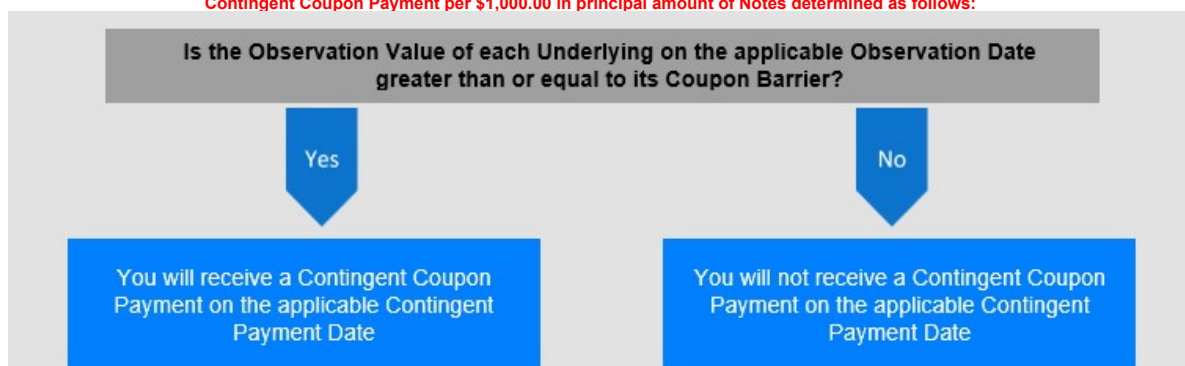 Contingent Coupon Payment per $1,000.00 in principal amount of Notes determined as follows:
Is the Observation Value of each Underlying on the applicable Observation Date
greater than or equal to its Coupon Barrier?
Yes
No
You will receive a Contingent Coupon
Payment on the applicable Contingent
Payment Date
You will not receive a Contingent Coupon
Payment on the applicable Contingent
Payment Date